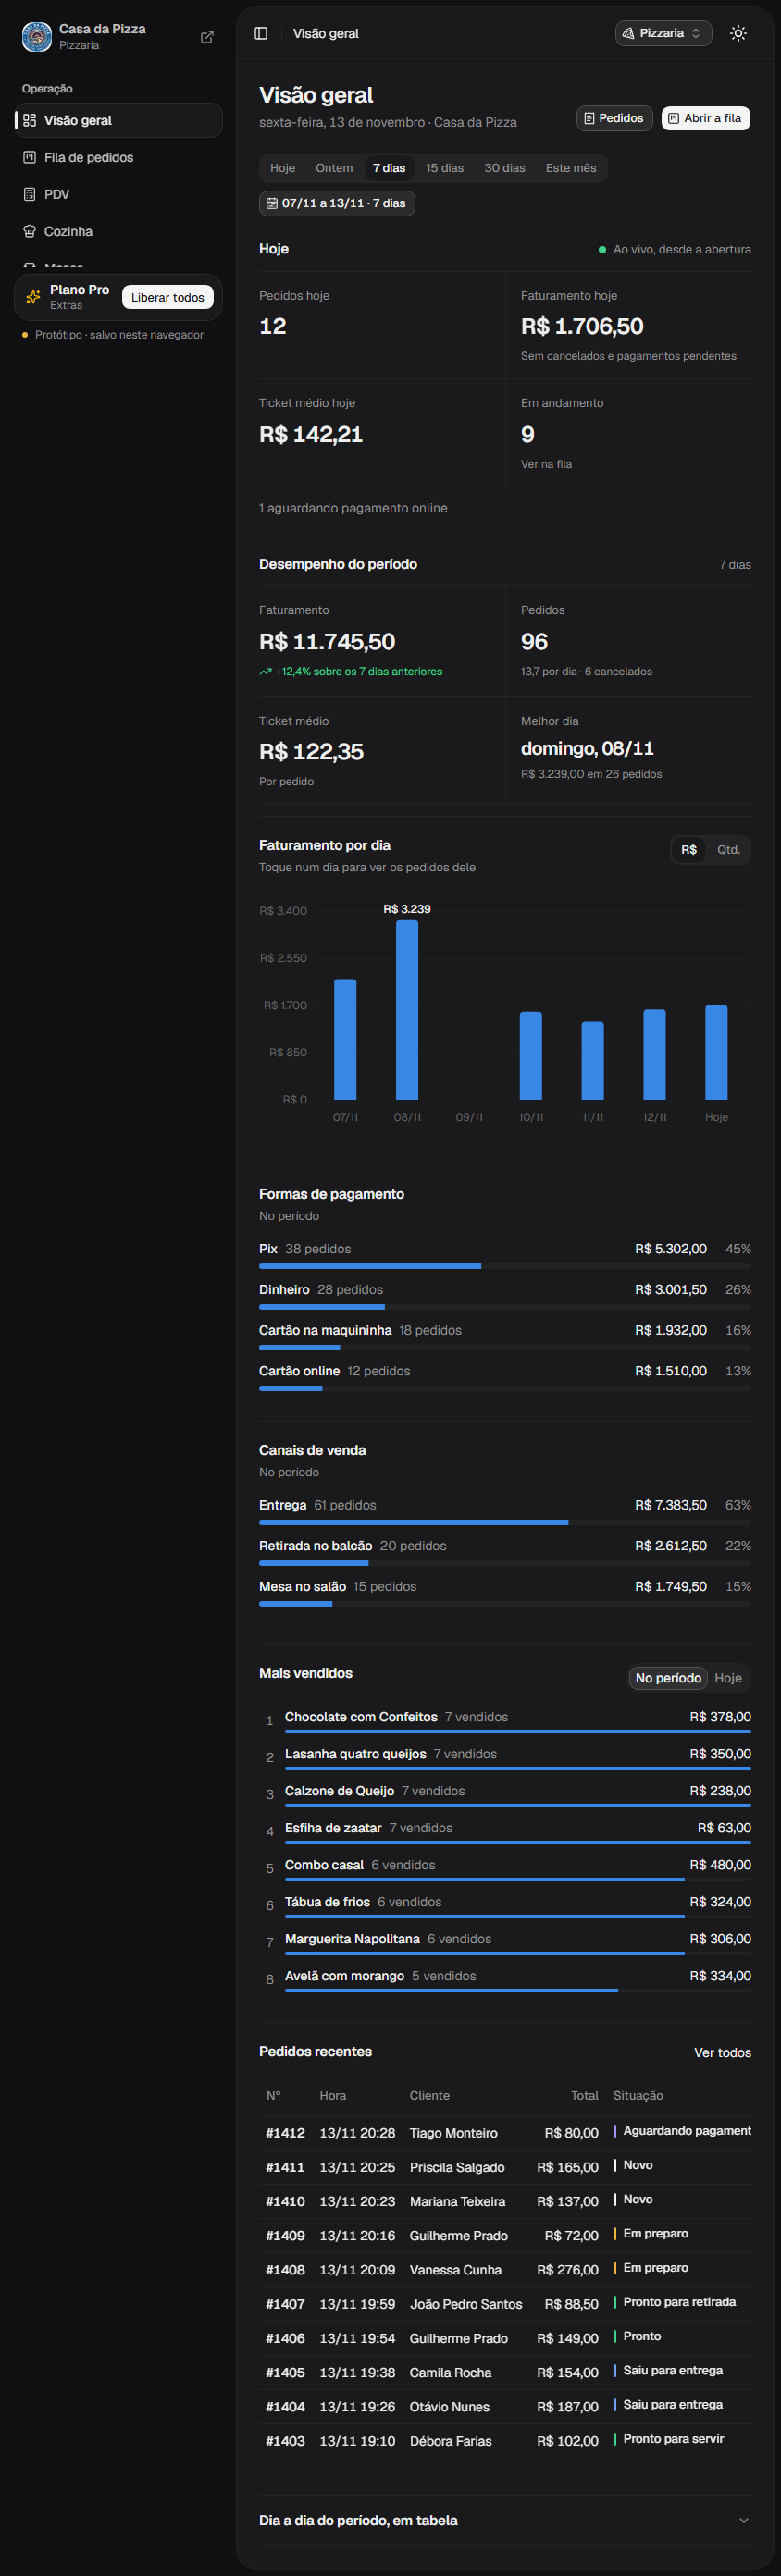 Casa da Pizza
Pizzaria
Operação
Visão geral
Fila de pedidos
PDV
Cozinha
Plano Pro
Extras
Liberar todos
Protótipo · salvo neste navegador
Visão geral
Pizzaria
Visão geral
sexta-feira, 13 de novembro · Casa da Pizza
Pedidos
Abrir a fila
Hoje Ontem 7 dias 15 dias 30 dias Este mês
07/11 a 13/11 · 7 dias
Hoje
Ao vivo, desde a abertura
Pedidos hoje
12
Faturamento hoje
R$ 1.706,50
Sem cancelados e pagamentos pendentes
Ticket médio hoje
R$ 142,21
Em andamento
9
Ver na fila
1 aguardando pagamento online
Desempenho do período
7 dias
Faturamento
R$ 11.745,50
+12,4% sobre os 7 dias anteriores
Pedidos
96
13,7 por dia · 6 cancelados
Ticket médio
R$ 122,35
Por pedido
Melhor dia
domingo, 08/11
R$ 3.239,00 em 26 pedidos
Faturamento por dia
Toque num dia para ver os pedidos dele
R$ Qtd.
R$ 3.239
R$ 3.400
R$ 2.550
R$ 1.700
R$ 850
R$ 0
07/11 08/11 09/11 10/11 11/11 12/11 Hoje
Formas de pagamento
No período
Pix 38 pedidos R$ 5.302,00 45%
Dinheiro 28 pedidos R$ 3.001,50 26%
Cartão na maquininha 18 pedidos R$ 1.932,00 16%
Cartão online 12 pedidos R$ 1.510,00 13%
Canais de venda
No período
Entrega 61 pedidos R$ 7.383,50 63%
Retirada no balcão 20 pedidos R$ 2.612,50 22%
Mesa no salão 15 pedidos R$ 1.749,50 15%
Mais vendidos
No período Hoje
1 Chocolate com Confeitos 7 vendidos R$ 378,00
2 Lasanha quatro queijos 7 vendidos R$ 350,00
3 Calzone de Queijo 7 vendidos R$ 238,00
4 Esfiha de zaatar 7 vendidos R$ 63,00
5 Combo casal 6 vendidos R$ 480,00
6 Tábua de frios 6 vendidos R$ 324,00
7 Marguerita Napolitana 6 vendidos R$ 306,00
8 Avelã com morango 5 vendidos R$ 334,00
Pedidos recentes
Ver todos
Nº Hora Cliente Total Situação
#1412 13/11 20:28 Tiago Monteiro R$ 80,00 Aguardando pagament
#1411 13/11 20:25 Priscila Salgado R$ 165,00 Novo
#1410 13/11 20:23 Mariana Teixeira R$ 137,00 Novo
#1409 13/11 20:16 Guilherme Prado R$ 72,00 Em preparo
#1408 13/11 20:09 Vanessa Cunha R$ 276,00 Em preparo
#1407 13/11 19:59 João Pedro Santos R$ 88,50 Pronto para retirada
#1406 13/11 19:54 Guilherme Prado R$ 149,00 Pronto
#1405 13/11 19:38 Camila Rocha R$ 154,00 Saiu para entrega
#1404 13/11 19:26 Otávio Nunes R$ 187,00 Saiu para entrega
#1403 13/11 19:10 Débora Farias R$ 102,00 Pronto para servir
Dia a dia do período, em tabela